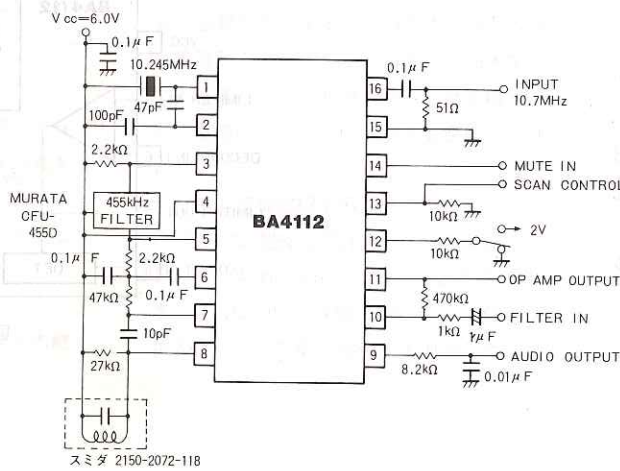 V cc=6.0V
0.1μF
10.245MHz
47pF
100pF
2.2kΩ
MURATA
CFU-
455D
455kHz
FILTER
0.1μF
2.2kΩ
47kΩ
0.1μF
10pF
27kΩ
スミダ 2150-2072-118
1
2
3
4
5
6
7
8
BA4112
16
15
14
13
12
11
10
9
0.1μF
INPUT
10.7MHz
51Ω
MUTE IN
SCAN CONTROL
10kΩ
2V
10kΩ
OP AMP OUTPUT
470kΩ
FILTER IN
1kΩ
AUDIO OUTPUT
8.2kΩ
0.01μF